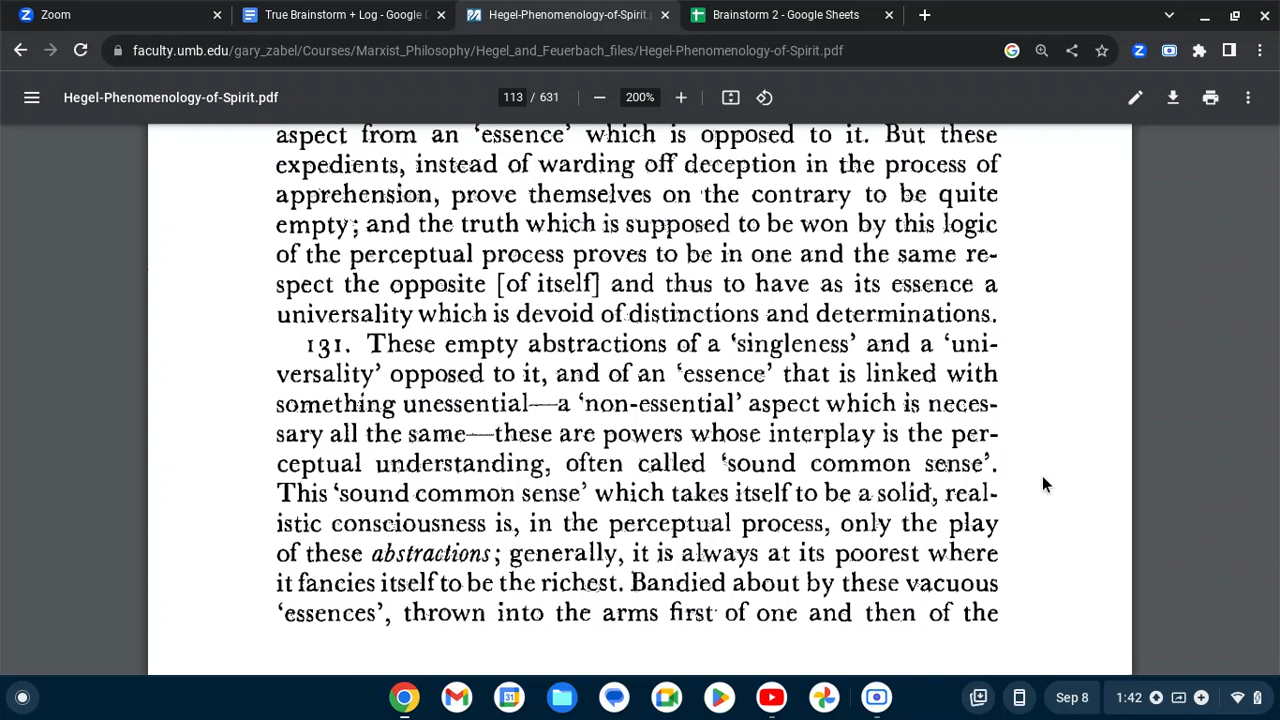 Zoom
True Brainstorm + Log - Google D
Hegel-Phenomenology-of-Spirit.p
Brainstorm 2 - Google Sheets
faculty.umb.edu/gary_zabel/Courses/Marxist_Philosophy/Hegel_and_Feuerbach_files/Hegel-Phenomenology-of-Spirit.pdf
Hegel-Phenomenology-of-Spirit.pdf
113 / 631
200%
aspect from an ‘essence’ which is opposed to it. But these
expedients, instead of warding off deception in the process of
apprehension, prove themselves on the contrary to be quite
empty; and the truth which is supposed to be won by this logic
of the perceptual process proves to be in one and the same re-
spect the opposite [of itself] and thus to have as its essence a
universality which is devoid of distinctions and determinations.
131. These empty abstractions of a ‘singleness’ and a ‘uni-
versality’ opposed to it, and of an ‘essence’ that is linked with
something unessential—a ‘non-essential’ aspect which is neces-
sary all the same—these are powers whose interplay is the per-
ceptual understanding, often called ‘sound common sense’.
This ‘sound common sense’ which takes itself to be a solid, real-
istic consciousness is, in the perceptual process, only the play
of these abstractions; generally, it is always at its poorest where
it fancies itself to be the richest. Bandied about by these vacuous
‘essences’, thrown into the arms first of one and then of the
31
Sep 8
1:42